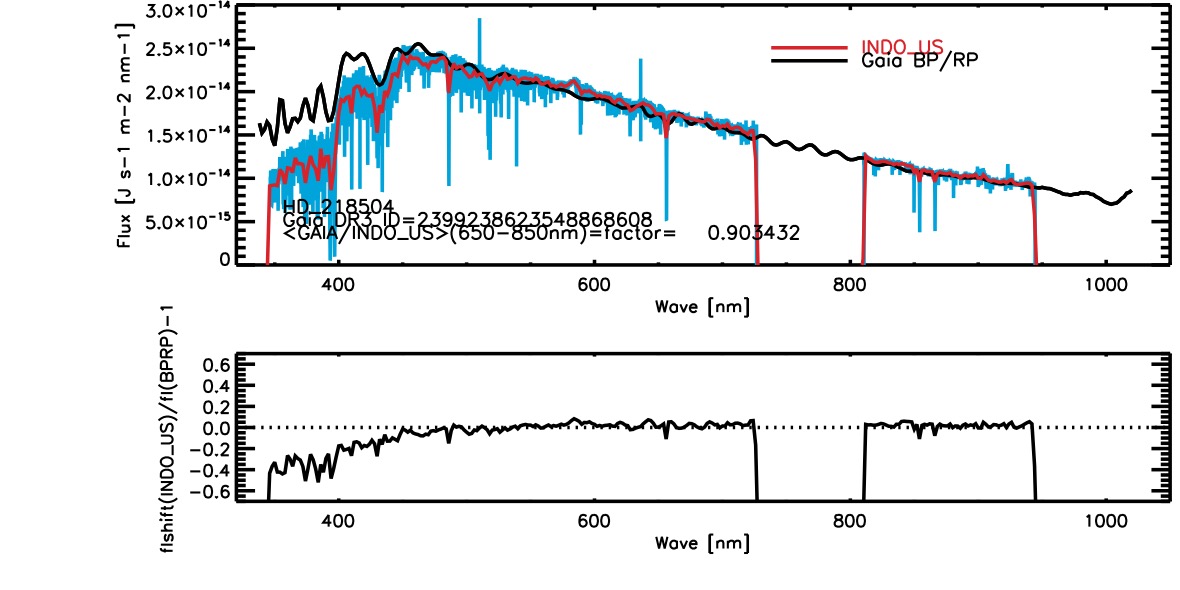 3.0×10⁻¹⁴
2.5×10⁻¹⁴
2.0×10⁻¹⁴
1.5×10⁻¹⁴
1.0×10⁻¹⁴
5.0×10⁻¹⁵
0
Flux [J s−1 m−2 nm−1]
INDO_US
Gaia BP/RP
HD_218504
Gaia DR3 ID=2399238623548868608
<GAIA/INDO_US>(650−850nm)=factor= 0.903432
400 600 800 1000
Wave [nm]
flshift(INDO_US)/fl(BPRP)−1
0.6
0.4
0.2
0.0
−0.2
−0.4
−0.6
400 600 800 1000
Wave [nm]